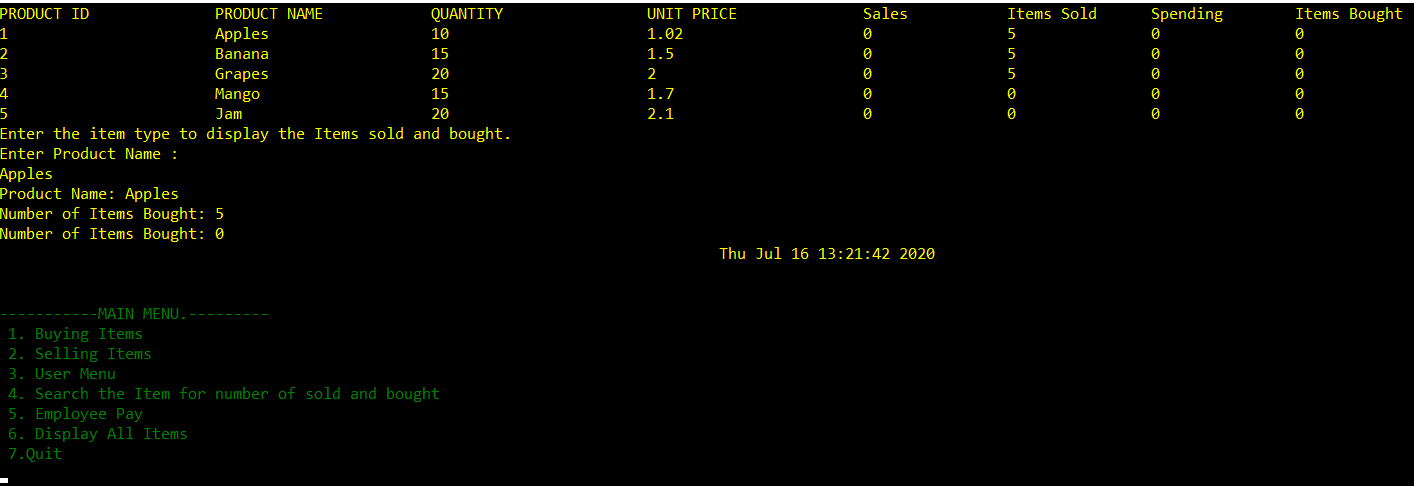 PRODUCT ID PRODUCT NAME QUANTITY UNIT PRICE Sales Items Sold Spending Items Bought
1 Apples 10 1.02 0 5 0 0
2 Banana 15 1.5 0 5 0 0
3 Grapes 20 2 0 5 0 0
4 Mango 15 1.7 0 0 0 0
5 Jam 20 2.1 0 0 0 0
Enter the item type to display the Items sold and bought.
Enter Product Name :
Apples
Product Name: Apples
Number of Items Bought: 5
Number of Items Bought: 0
Thu Jul 16 13:21:42 2020
-----------MAIN MENU.---------
1. Buying Items
2. Selling Items
3. User Menu
4. Search the Item for number of sold and bought
5. Employee Pay
6. Display All Items
7.Quit